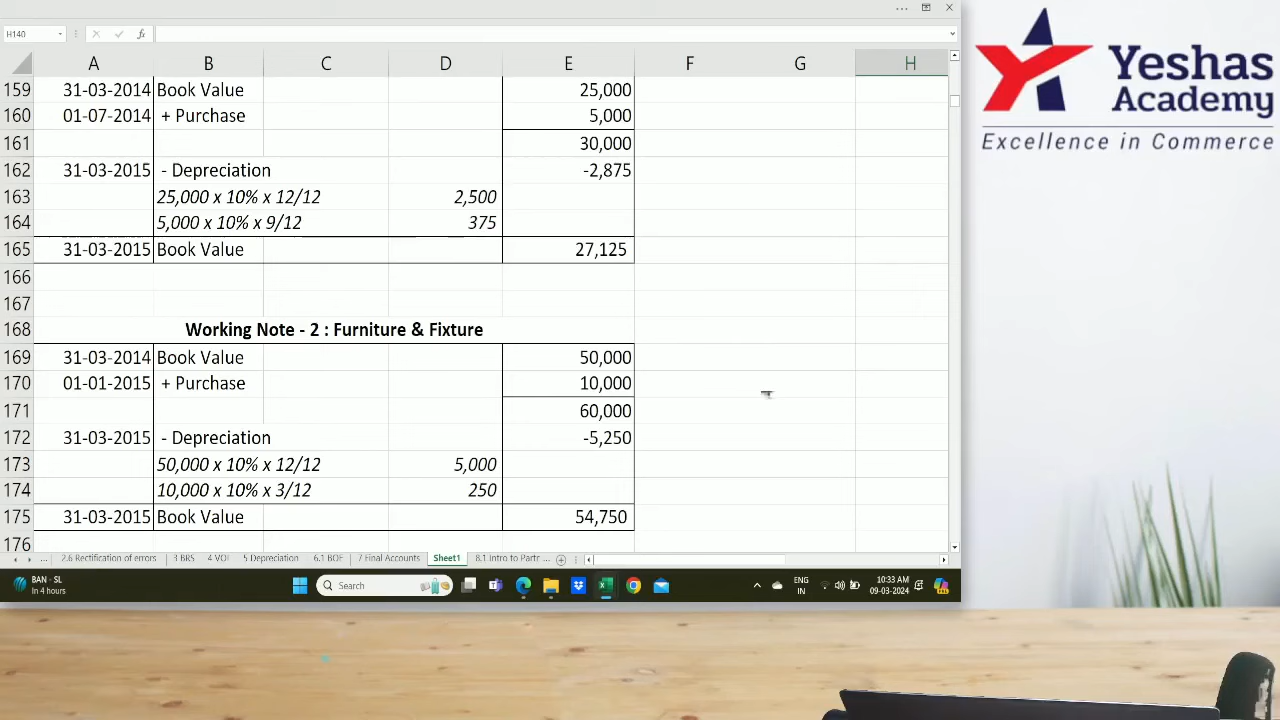 H140
fx
A B C D E F G H
159 31-03-2014 Book Value 25,000
160 01-07-2014 + Purchase 5,000
161 30,000
162 31-03-2015 - Depreciation -2,875
163 25,000 x 10% x 12/12 2,500
164 5,000 x 10% x 9/12 375
165 31-03-2015 Book Value 27,125
166
167
168 Working Note - 2 : Furniture & Fixture
169 31-03-2014 Book Value 50,000
170 01-01-2015 + Purchase 10,000
171 60,000
172 31-03-2015 - Depreciation -5,250
173 50,000 x 10% x 12/12 5,000
174 10,000 x 10% x 3/12 250
175 31-03-2015 Book Value 54,750
176
2.6 Rectification of errors 3 BRS 4 VOI 5 Depreciation 6.1 BOE 7 Final Accounts Sheet1 8.1 Intro to Partr ...
BAN - SL
In 4 hours
Search
ENG
IN
10:33 AM
09-03-2024
Yeshas
Academy
Excellence in Commerce